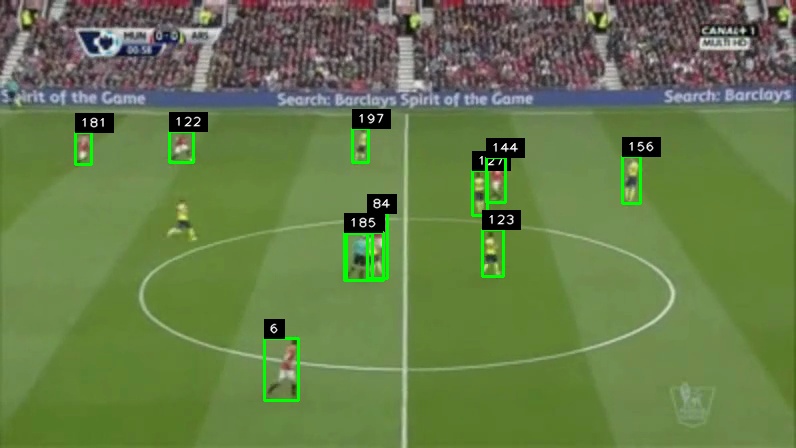 MUN 0-0 ARS
00:58
CANAL+ 1
MULTI HD
Spirit of the Game
Search: Barclays Spirit of the Game
Search: Barclays
181
122
197
144
127
156
84
185
123
6